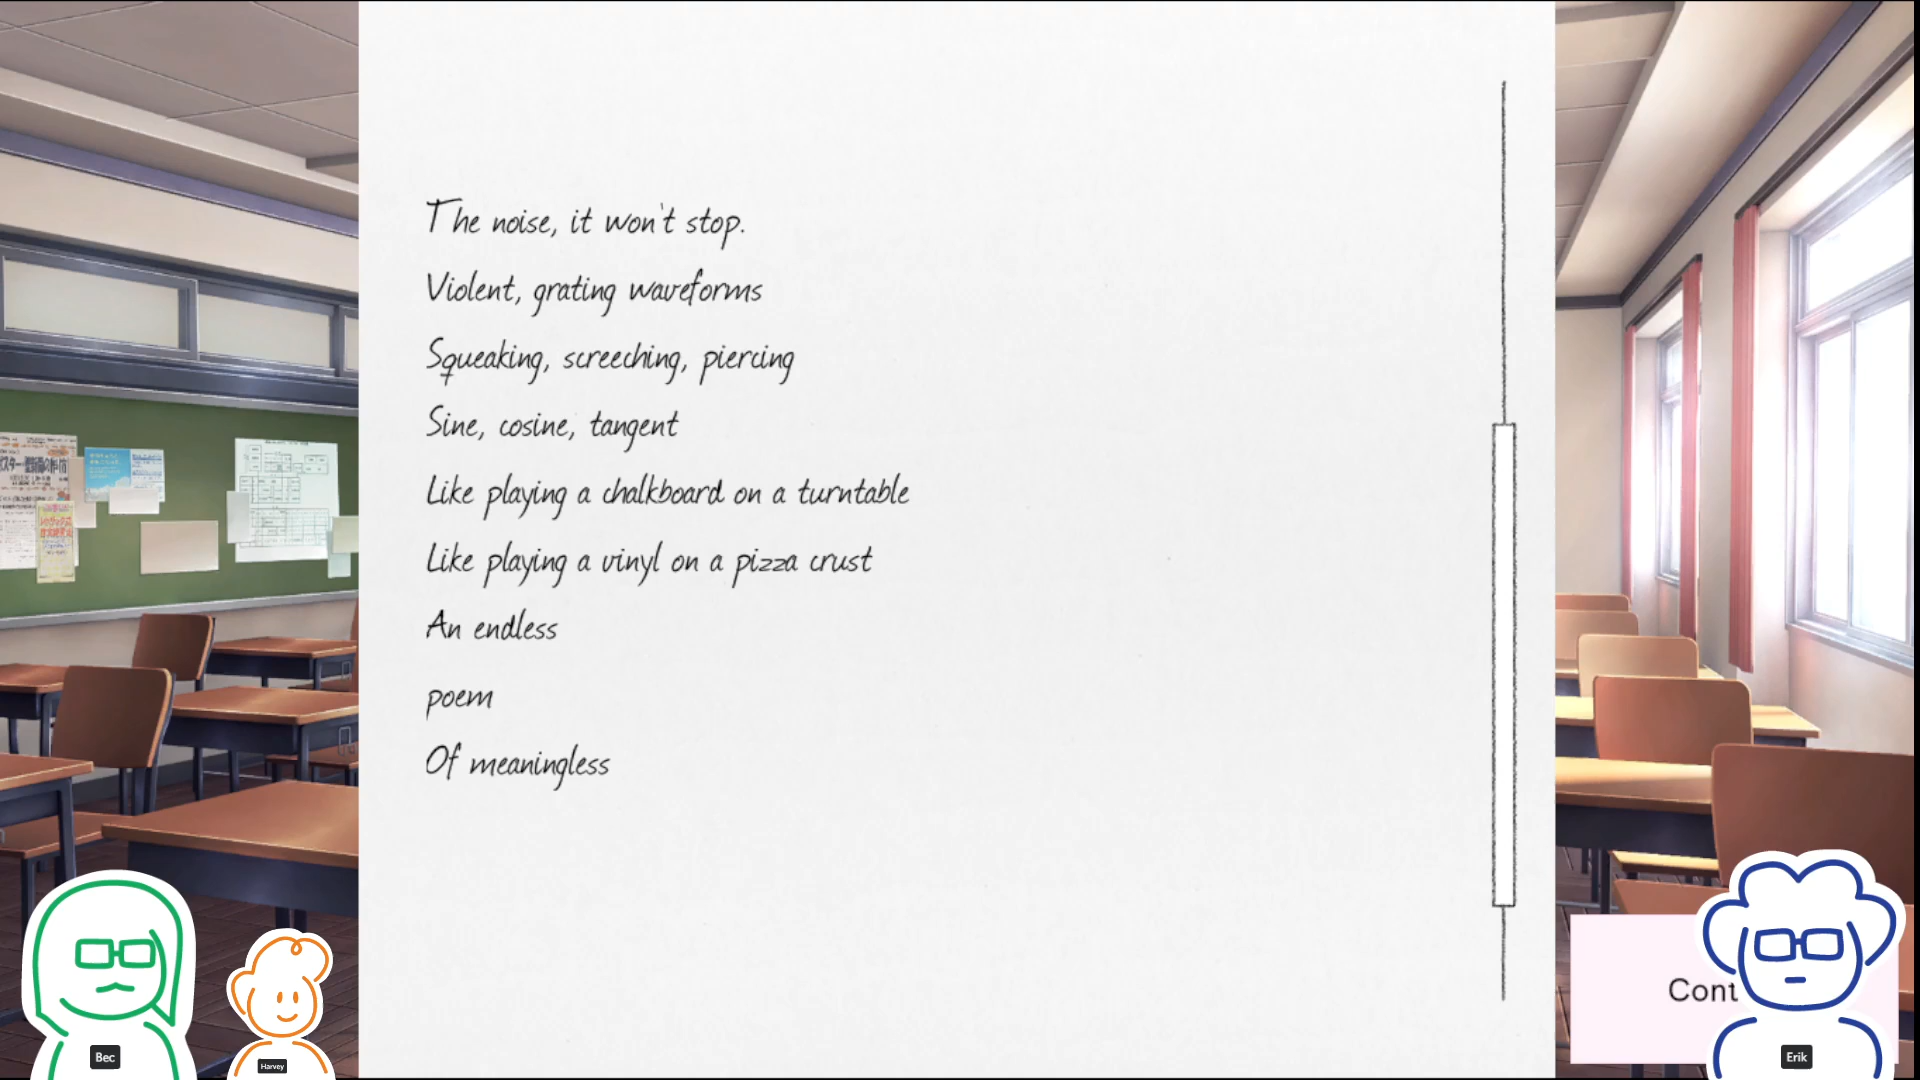 The noise, it won't stop.
Violent, grating waveforms
Squeaking, screeching, piercing
Sine, cosine, tangent
Like playing a chalkboard on a turntable
Like playing a vinyl on a pizza crust
An endless
poem
Of meaningless
Bec
Harvey
Cont
Erik